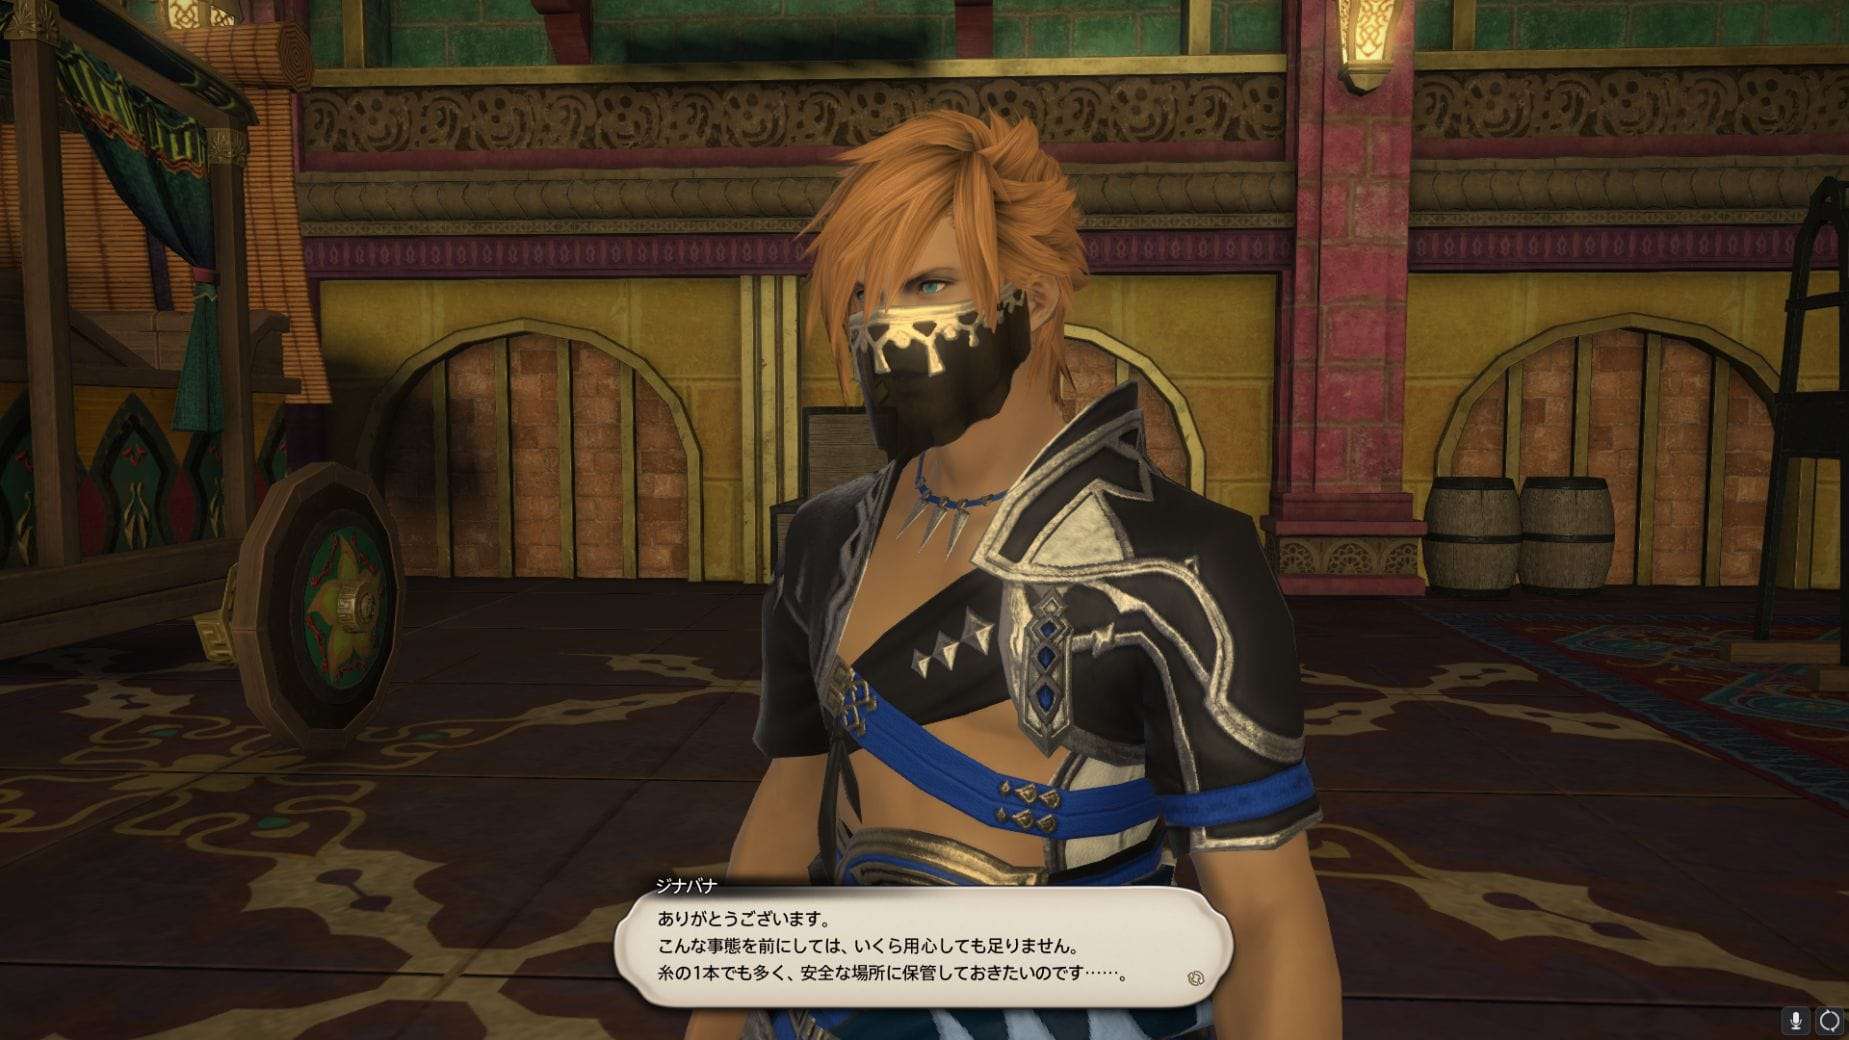 ジナバナ
ありがとうございます。
こんな事態を前にしては、いくら用心しても足りません。
糸の1本でも多く、安全な場所に保管しておきたいのです……。